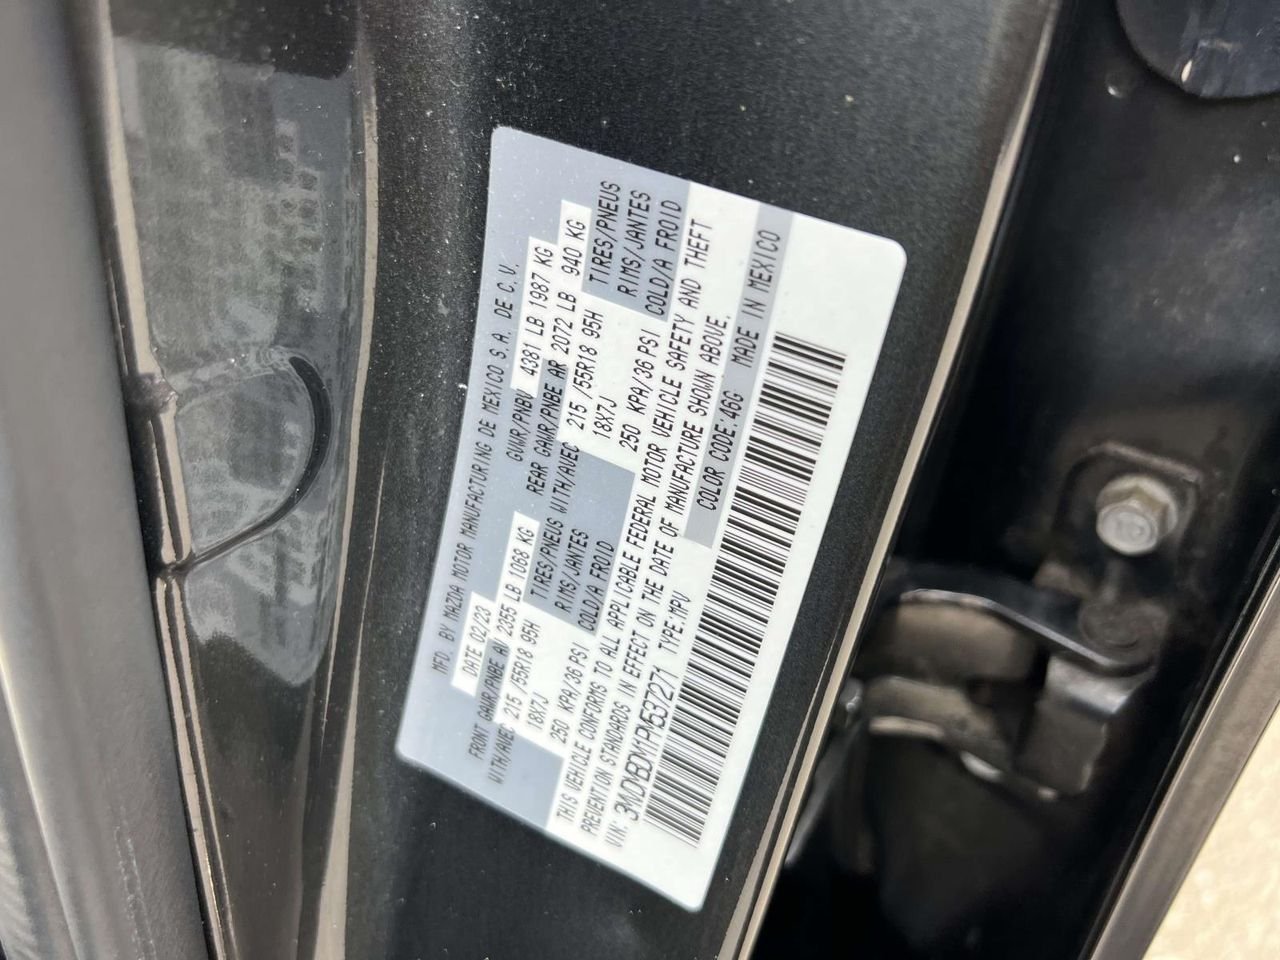 MFD. BY MAZDA MOTOR MANUFACTURING DE MEXICO S.A. DE C.V.
DATE 02/23 GVWR/PNBV 4381 LB 1987 KG
FRONT GAWR/PNBE AV 2355 LB 1068 KG REAR GAWR/PNBE AR 2072 LB 940 KG
WITH/AVEC 215 /55R18 95H TIRES/PNEUS WITH/AVEC 215 /55R18 95H TIRES/PNEUS
18X7J RIMS/JANTES 18X7J RIMS/JANTES
250 KPA/36 PSI COLD/A FROID 250 KPA/36 PSI COLD/A FROID
THIS VEHICLE CONFORMS TO ALL APPLICABLE FEDERAL MOTOR VEHICLE SAFETY AND THEFT
PREVENTION STANDARDS IN EFFECT ON THE DATE OF MANUFACTURE SHOWN ABOVE.
VIN: 3MVDMBDM1PM537271 TYPE:MPV COLOR CODE:46G MADE IN MEXICO